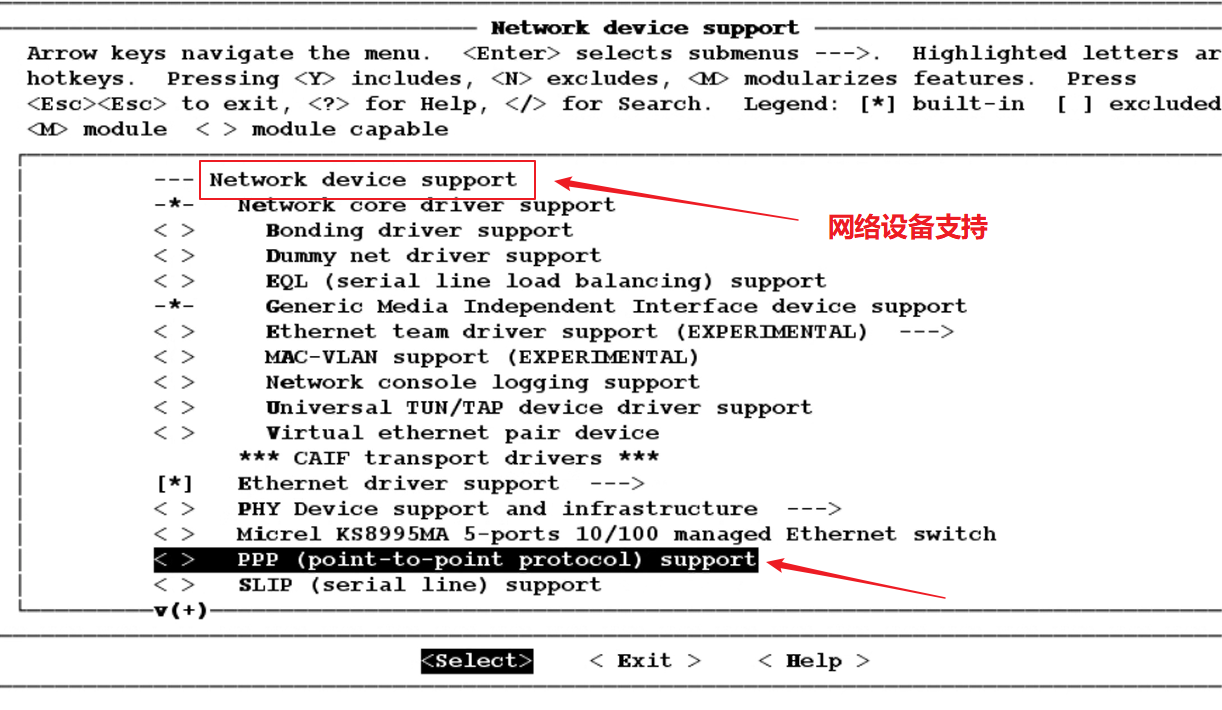 Network device support
Arrow keys navigate the menu.  <Enter> selects submenus --->.  Highlighted letters ar
hotkeys.  Pressing <Y> includes, <N> excludes, <M> modularizes features.  Press
<Esc><Esc> to exit, <?> for Help, </> for Search.  Legend: [*] built-in  [ ] excluded
<M> module  < > module capable
--- Network device support
-*-   Network core driver support
< >     Bonding driver support
< >     Dummy net driver support
< >     EQL (serial line load balancing) support
-*-     Generic Media Independent Interface device support
< >     Ethernet team driver support (EXPERIMENTAL)  --->
< >     MAC-VLAN support (EXPERIMENTAL)
< >     Network console logging support
< >     Universal TUN/TAP device driver support
< >     Virtual ethernet pair device
*** CAIF transport drivers ***
[*]   Ethernet driver support  --->
< >   PHY Device support and infrastructure  --->
< >   Micrel KS8995MA 5-ports 10/100 managed Ethernet switch
< >   PPP (point-to-point protocol) support
< >   SLIP (serial line) support
v(+)
网络设备支持
<Select>    < Exit >    < Help >